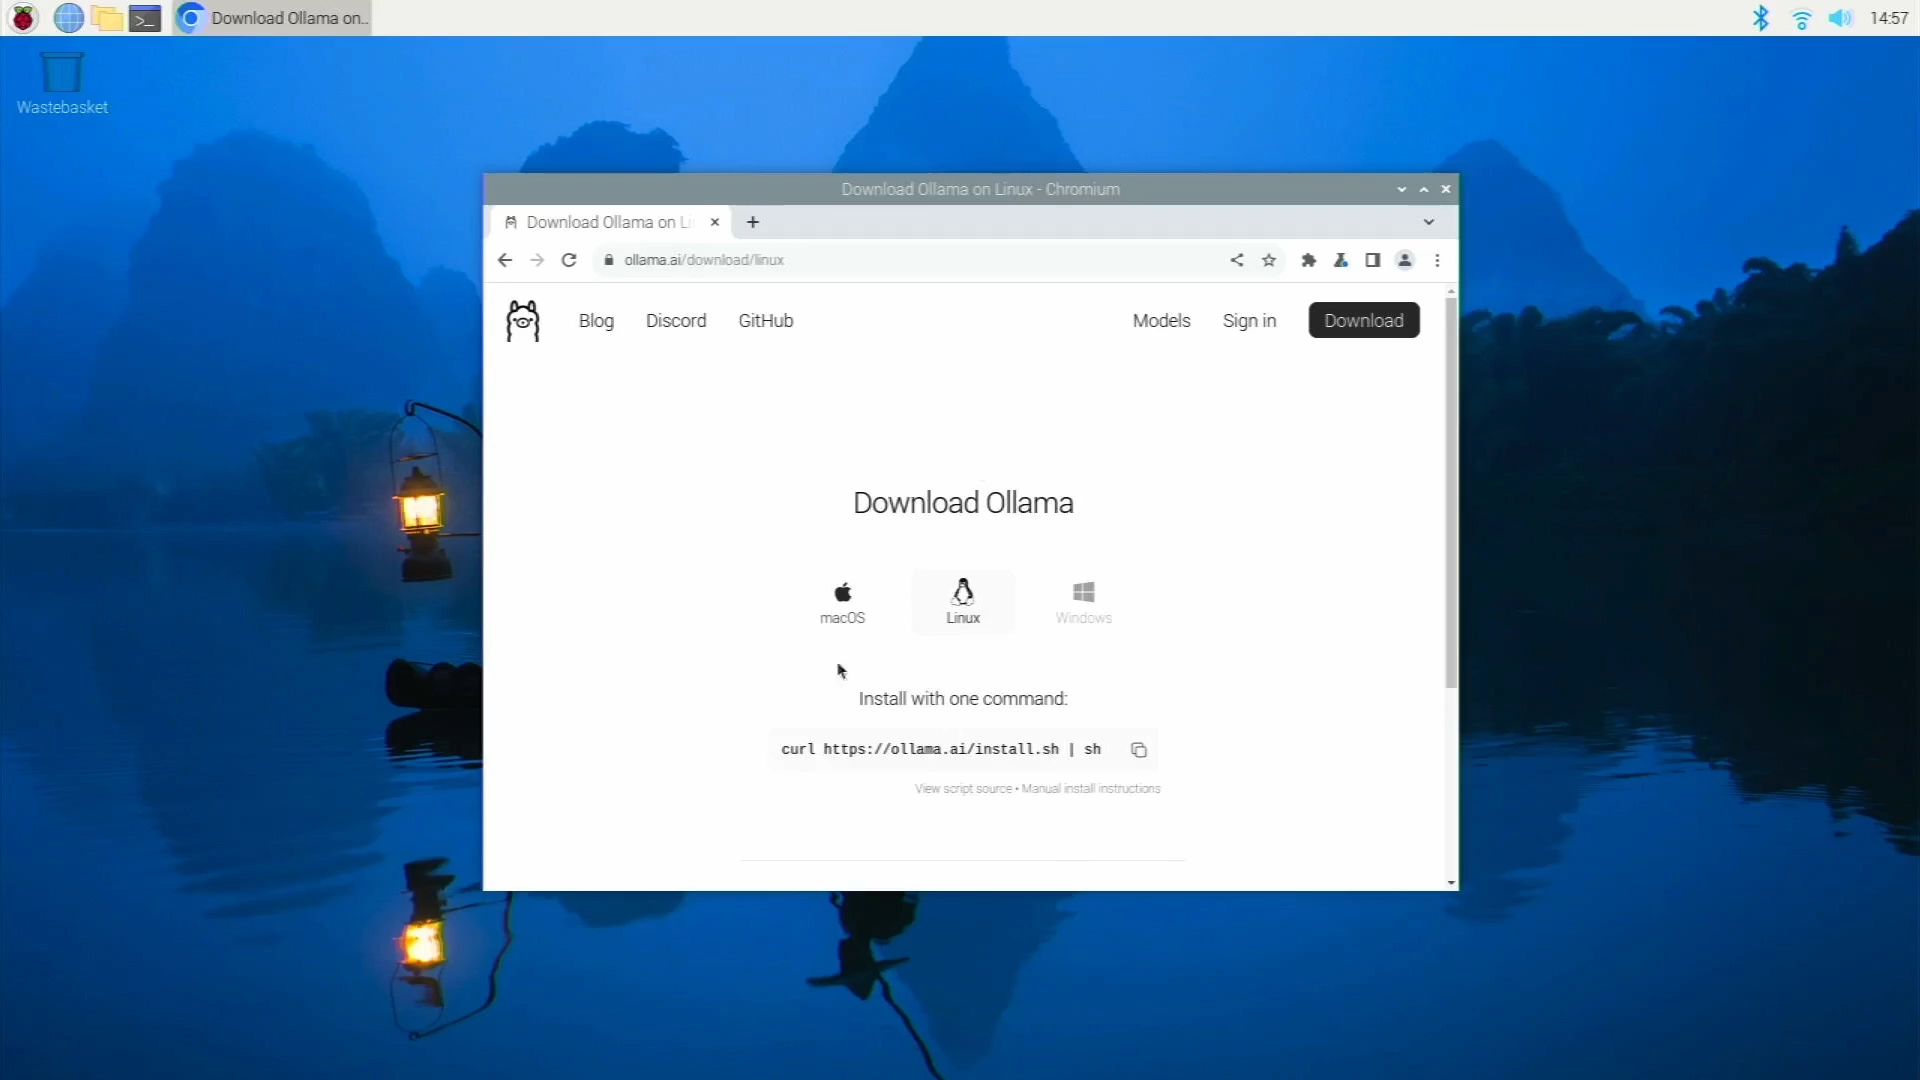 Download Ollama on..
14:57
Wastebasket
Download Ollama on Linux - Chromium
Download Ollama on Li
ollama.ai/download/linux
Blog Discord GitHub Models Sign in Download
Download Ollama
macOS Linux Windows
Install with one command:
curl https://ollama.ai/install.sh | sh
View script source • Manual install instructions